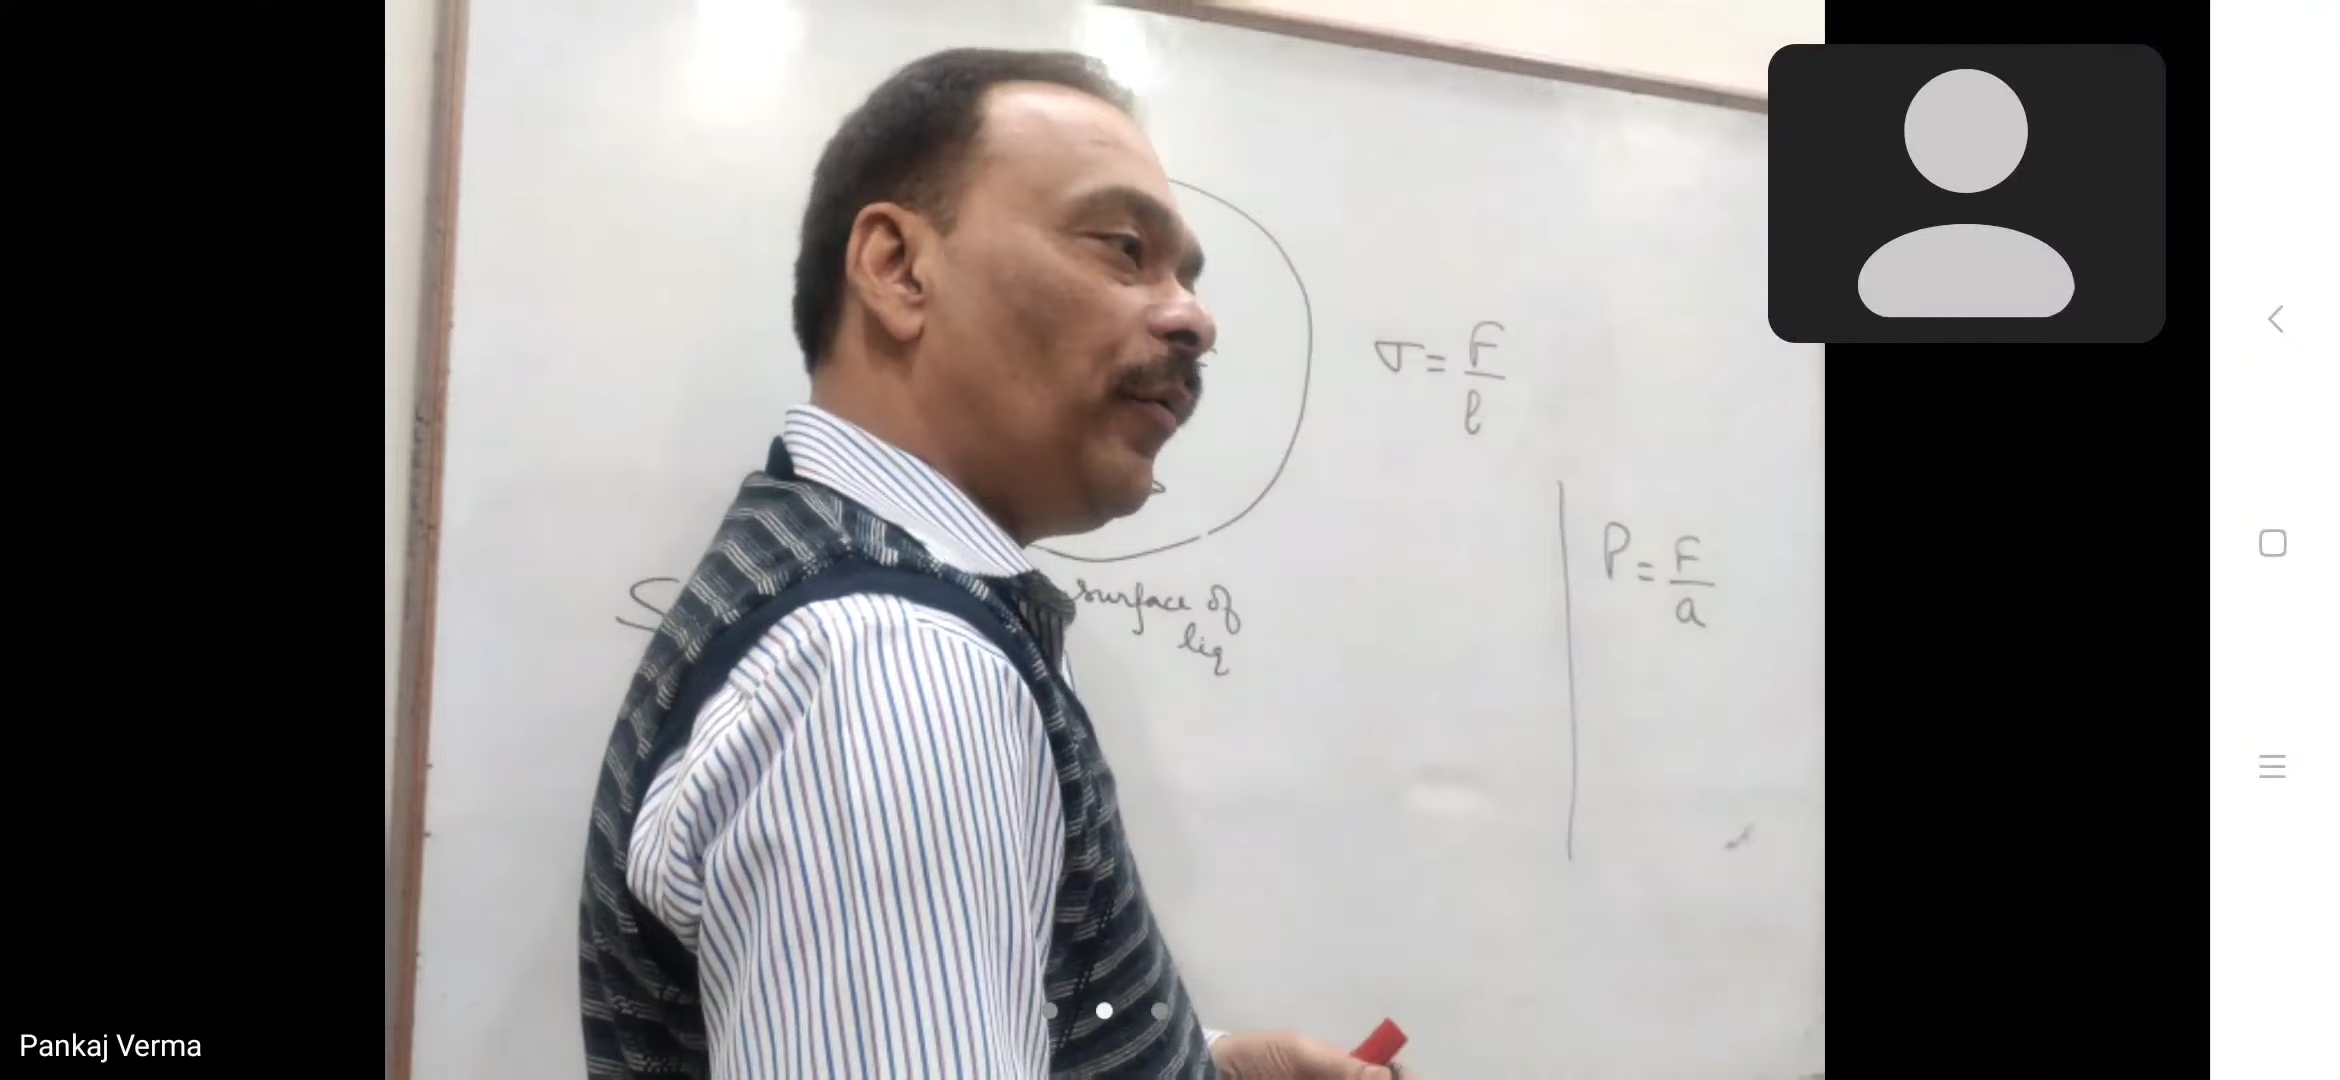 σ = F
l
P = F
a
S
surface of
liq
Pankaj Verma